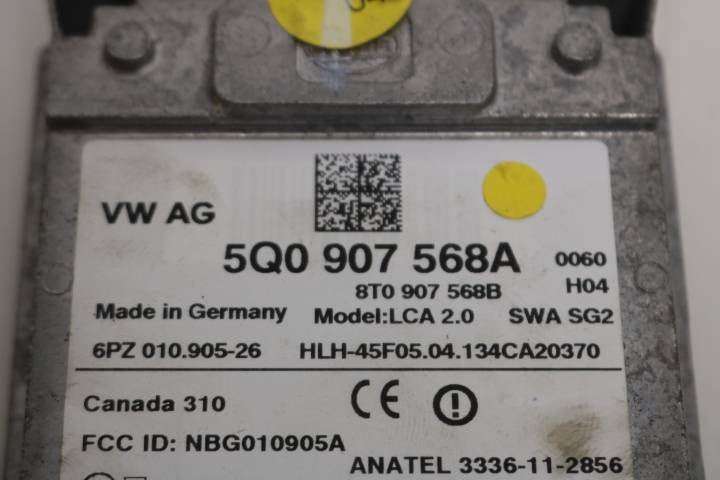 VW AG
5Q0 907 568A 0060
8T0 907 568B H04
Made in Germany Model:LCA 2.0 SWA SG2
6PZ 010.905-26 HLH-45F05.04.134CA20370
Canada 310
FCC ID: NBG010905A
ANATEL 3336-11-2856